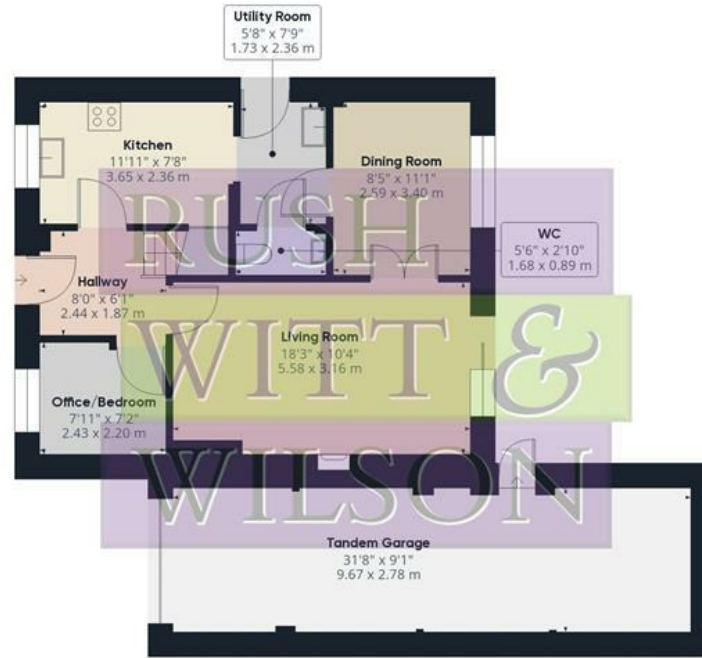 Utility Room
5'8" x 7'9"
1.73 x 2.36 m
Kitchen
11'11" x 7'8"
3.65 x 2.36 m
Dining Room
8'5" x 11'1"
2.59 x 3.40 m
RUSH
WC
5'6" x 2'10"
1.68 x 0.89 m
Hallway
8'0" x 6'1"
2.44 x 1.87 m
Living Room
18'3" x 10'4"
5.58 x 3.16 m
WITT &
Office/Bedroom
7'11" x 7'2"
2.43 x 2.20 m
WILSON
Tandem Garage
31'8" x 9'1"
9.67 x 2.78 m